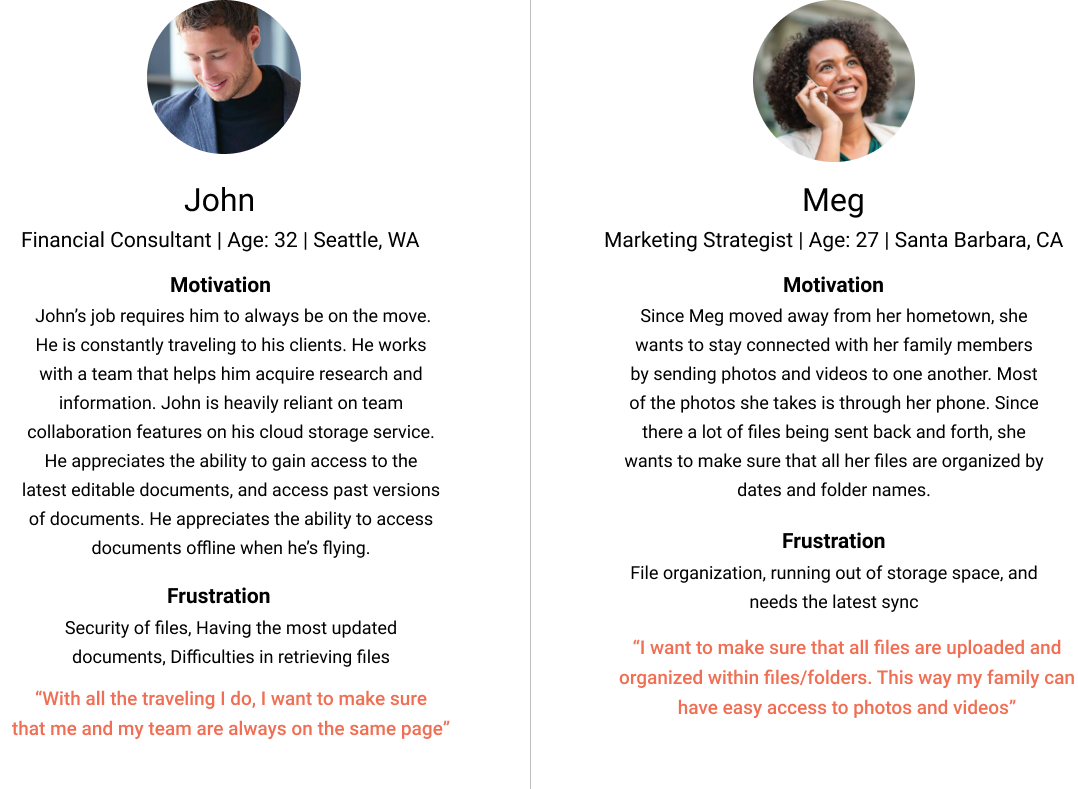 John
Financial Consultant | Age: 32 | Seattle, WA
Motivation
John’s job requires him to always be on the move.
He is constantly traveling to his clients. He works
with a team that helps him acquire research and
information. John is heavily reliant on team
collaboration features on his cloud storage service.
He appreciates the ability to gain access to the
latest editable documents, and access past versions
of documents. He appreciates the ability to access
documents offline when he’s flying.
Frustration
Security of files, Having the most updated
documents, Difficulties in retrieving files
“With all the traveling I do, I want to make sure
that me and my team are always on the same page”
Meg
Marketing Strategist | Age: 27 | Santa Barbara, CA
Motivation
Since Meg moved away from her hometown, she
wants to stay connected with her family members
by sending photos and videos to one another. Most
of the photos she takes is through her phone. Since
there a lot of files being sent back and forth, she
wants to make sure that all her files are organized by
dates and folder names.
Frustration
File organization, running out of storage space, and
needs the latest sync
“I want to make sure that all files are uploaded and
organized within files/folders. This way my family can
have easy access to photos and videos”